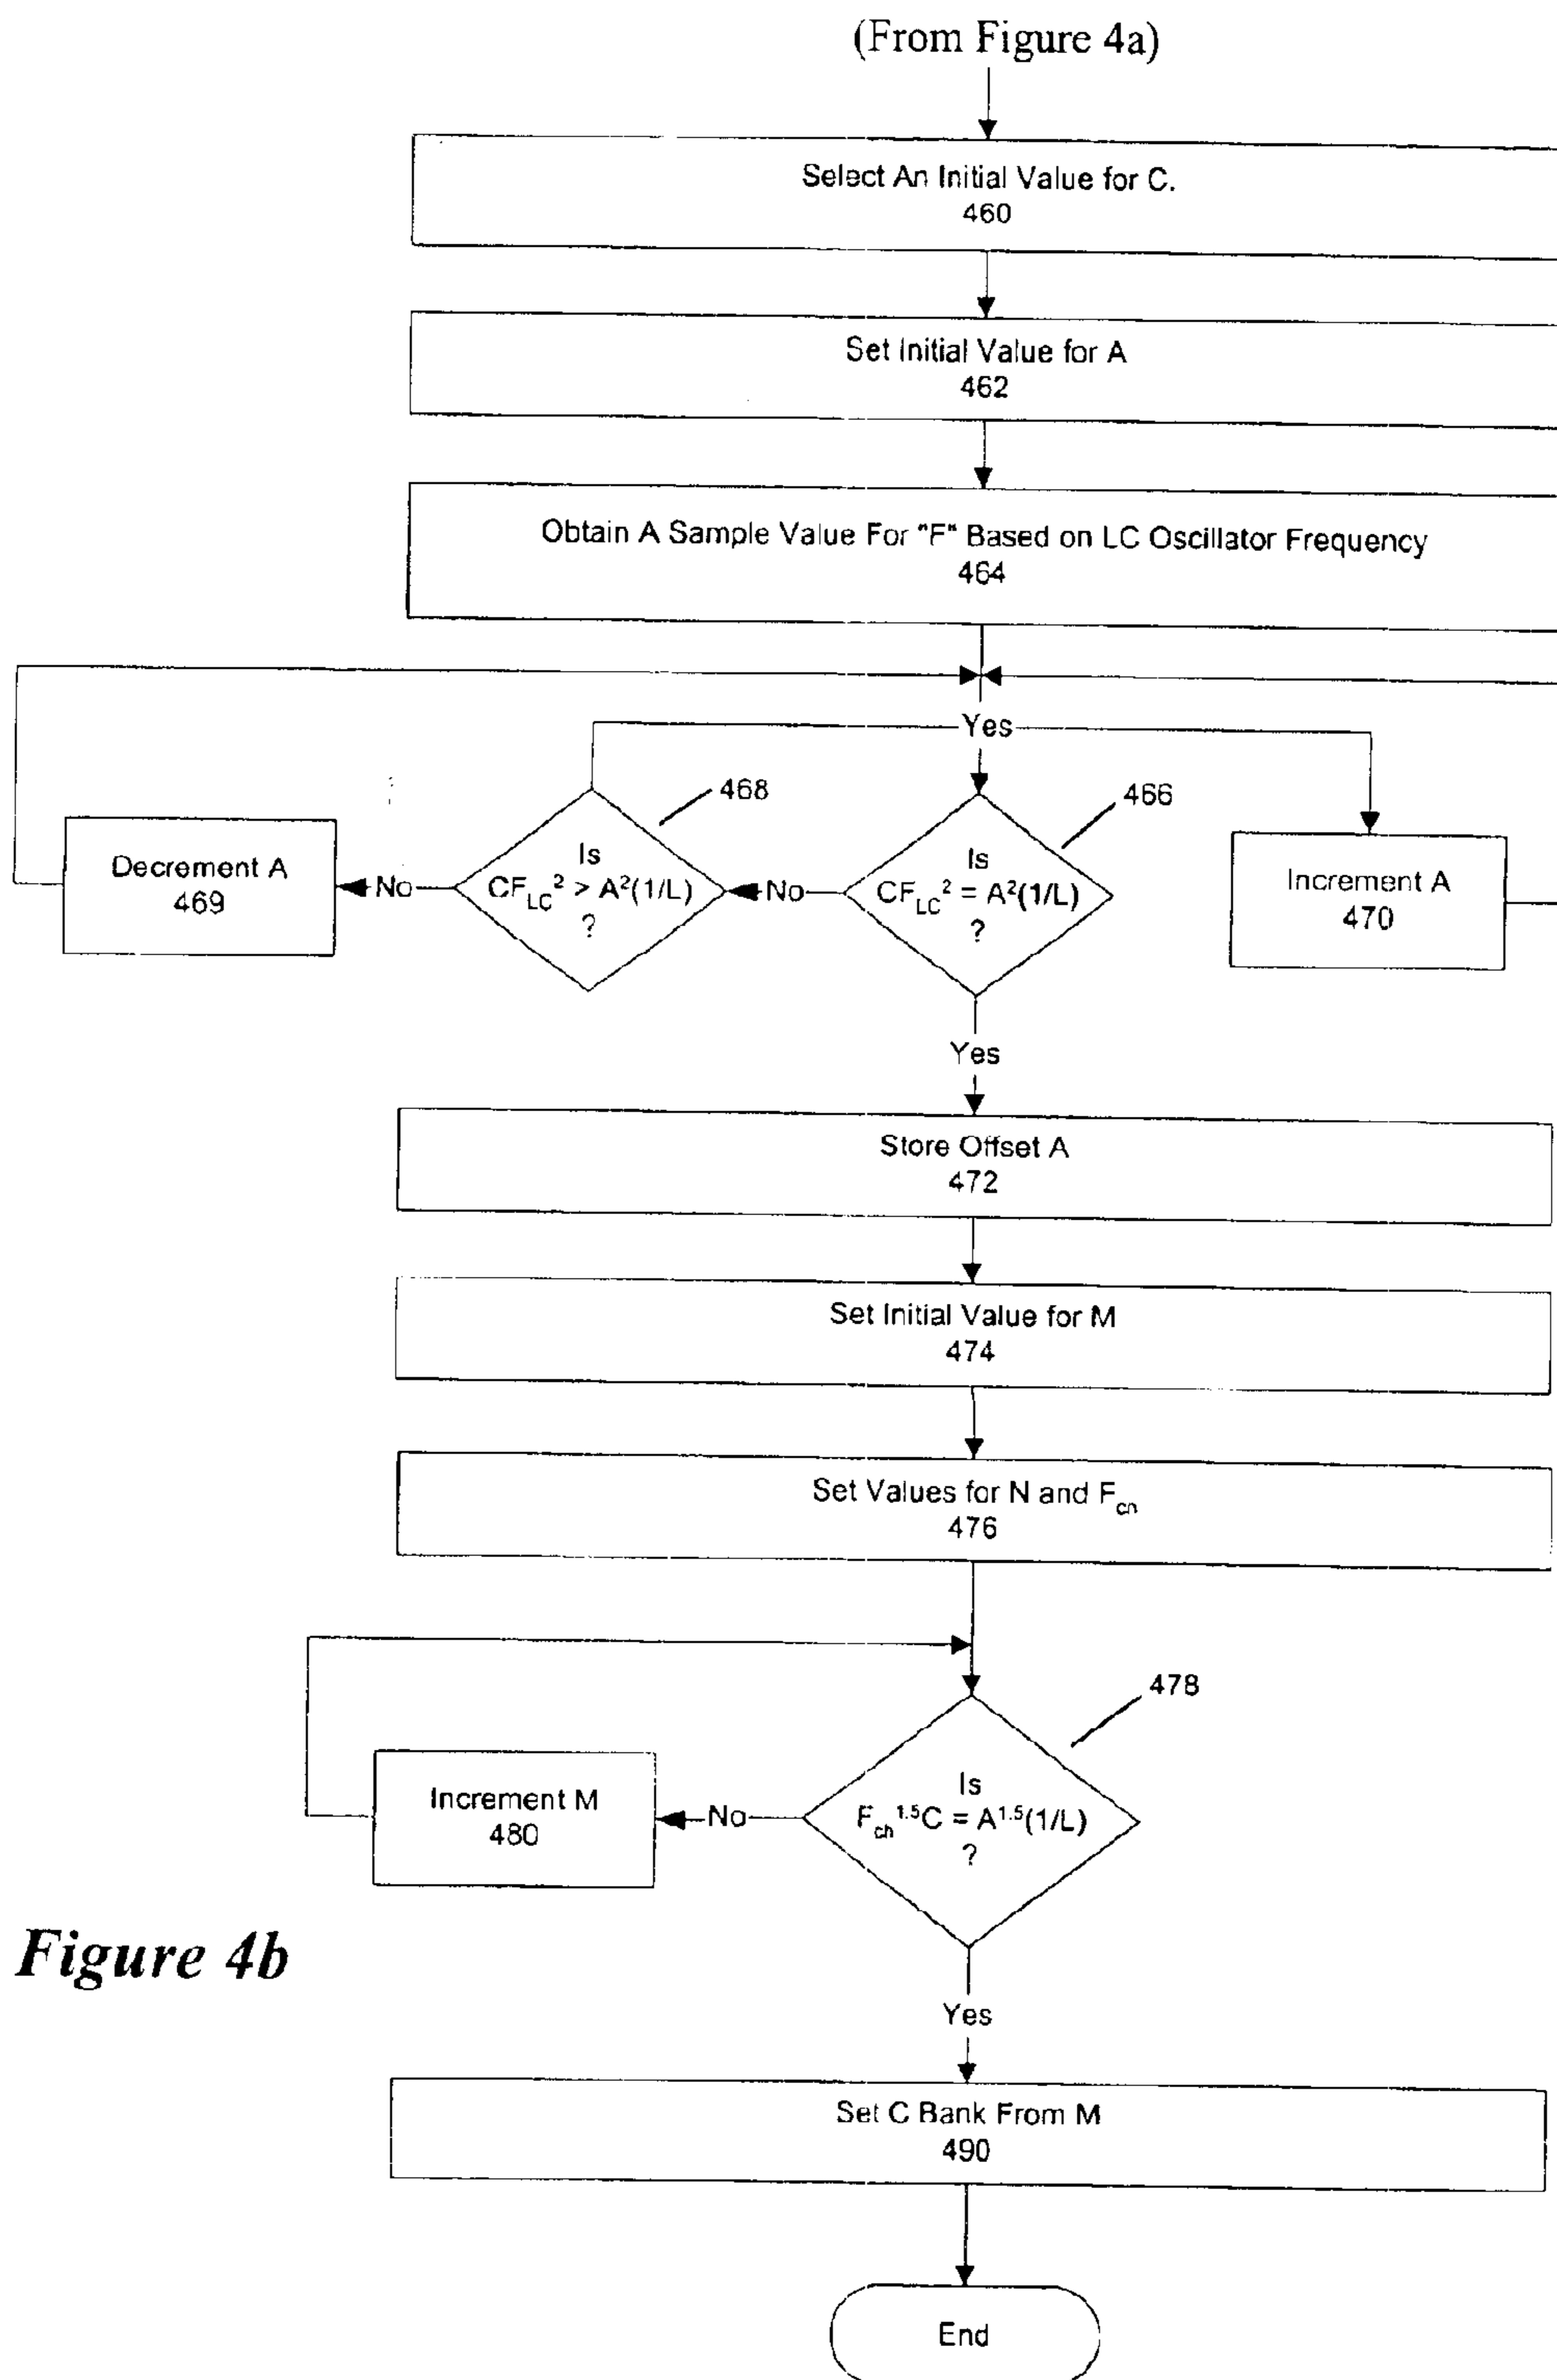 (From Figure 4a)
Select An Initial Value for C.
460
Set Initial Value for A
462
Obtain A Sample Value For "F" Based on LC Oscillator Frequency
464
Yes
468
466
Decrement A
469
No
Is
CF_LC² > A²(1/L)
?
No
Is
CF_LC² = A²(1/L)
?
Increment A
470
Yes
Store Offset A
472
Set Initial Value for M
474
Set Values for N and F_ch
476
478
Increment M
480
No
Is
F_ch^1.5 C = A^1.5(1/L)
?
Figure 4b
Yes
Set C Bank From M
490
End